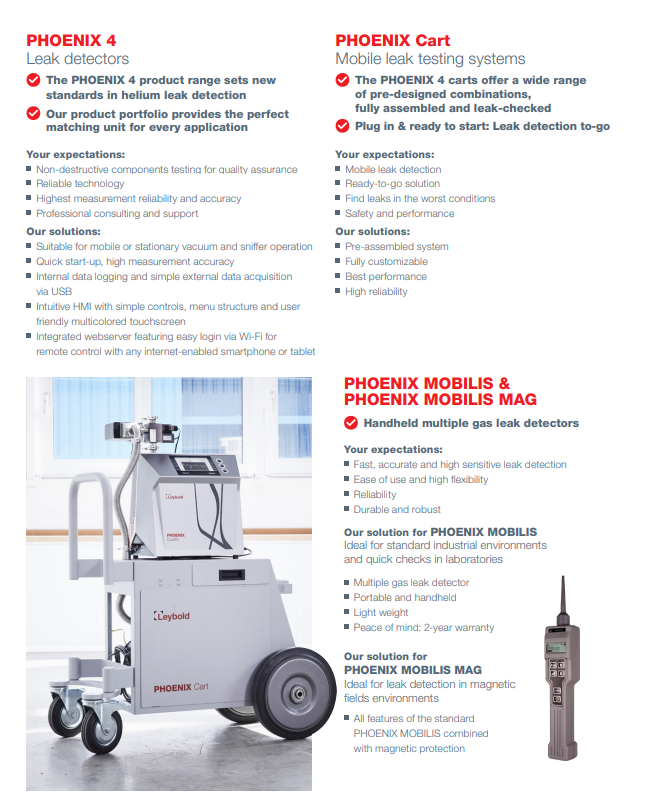 PHOENIX 4
Leak detectors
The PHOENIX 4 product range sets new
standards in helium leak detection
Our product portfolio provides the perfect
matching unit for every application
Your expectations:
Non-destructive components testing for quality assurance
Reliable technology
Highest measurement reliability and accuracy
Professional consulting and support
Our solutions:
Suitable for mobile or stationary vacuum and sniffer operation
Quick start-up, high measurement accuracy
Internal data logging and simple external data acquisition
via USB
Intuitive HMI with simple controls, menu structure and user
friendly multicolored touchscreen
Integrated webserver featuring easy login via Wi-Fi for
remote control with any internet-enabled smartphone or tablet
PHOENIX Cart
Mobile leak testing systems
The PHOENIX 4 carts offer a wide range
of pre-designed combinations,
fully assembled and leak-checked
Plug in & ready to start: Leak detection to-go
Your expectations:
Mobile leak detection
Ready-to-go solution
Find leaks in the worst conditions
Safety and performance
Our solutions:
Pre-assembled system
Fully customizable
Best performance
High reliability
Leybold
PHOENIX
Leybold
PHOENIX Cart
PHOENIX MOBILIS &
PHOENIX MOBILIS MAG
Handheld multiple gas leak detectors
Your expectations:
Fast, accurate and high sensitive leak detection
Ease of use and high flexibility
Reliability
Durable and robust
Our solution for PHOENIX MOBILIS
Ideal for standard industrial environments
and quick checks in laboratories
Multiple gas leak detector
Portable and handheld
Light weight
Peace of mind: 2-year warranty
Our solution for
PHOENIX MOBILIS MAG
Ideal for leak detection in magnetic
fields environments
All features of the standard
PHOENIX MOBILIS combined
with magnetic protection